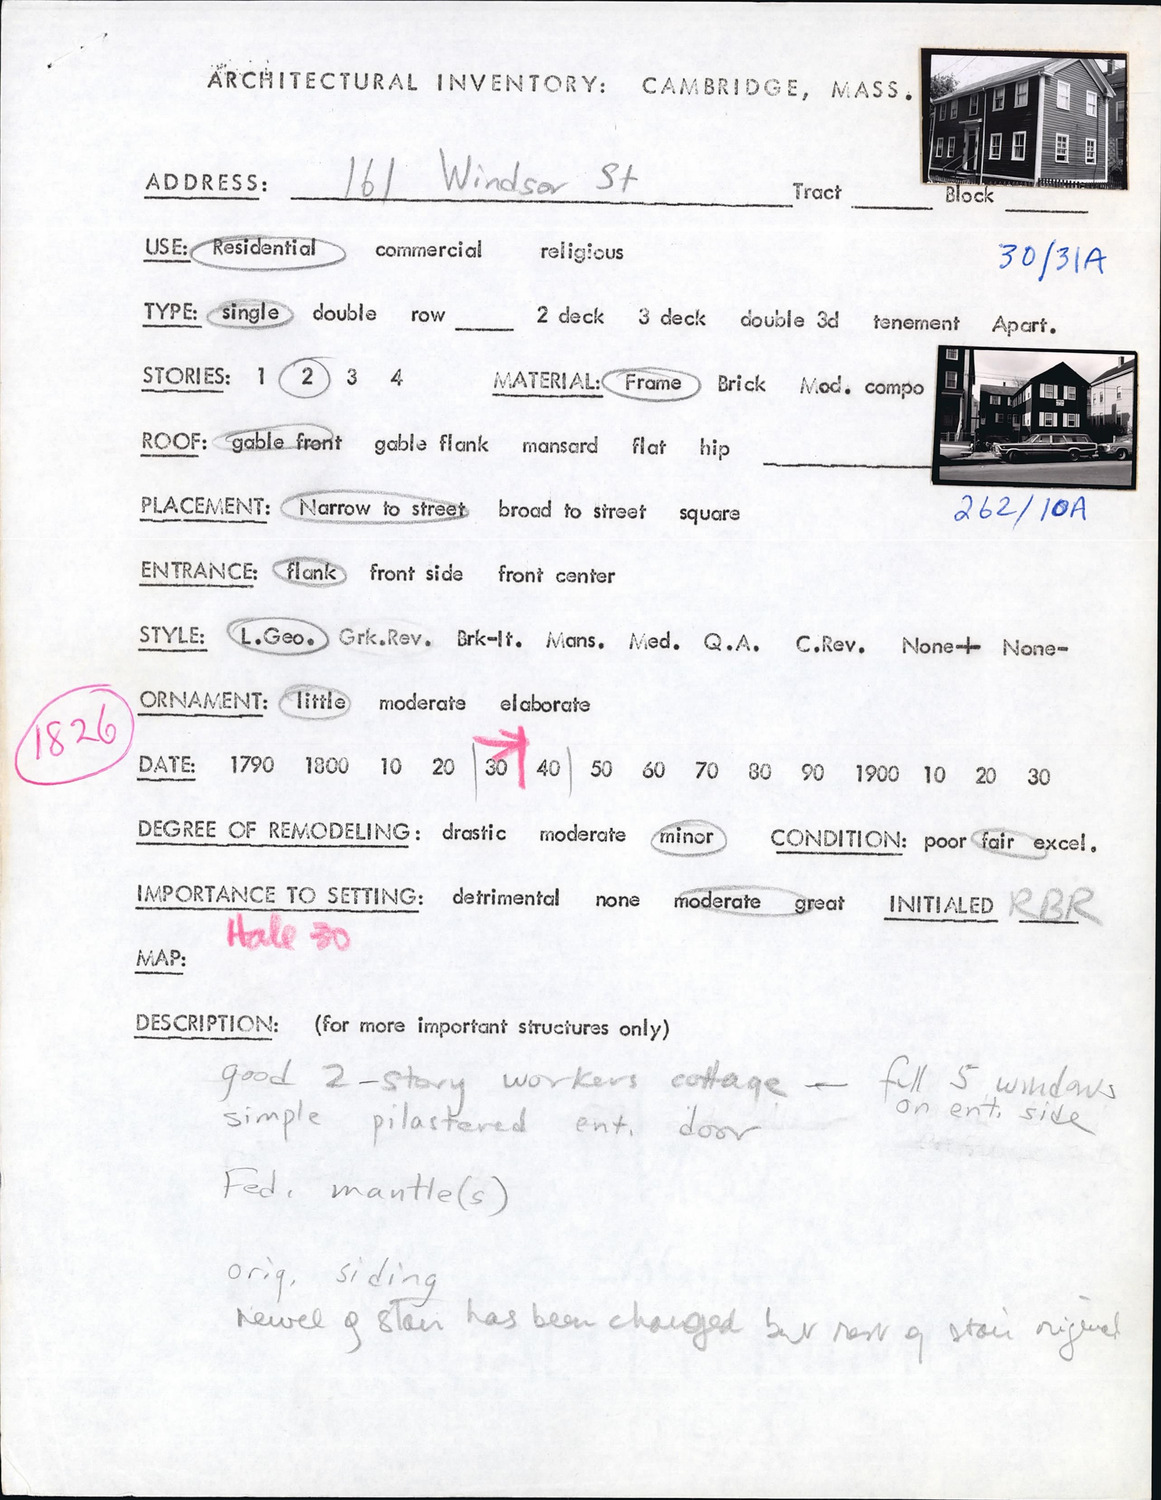 ARCHITECTURAL INVENTORY: CAMBRIDGE, MASS.
ADDRESS: 161 Windsor St Tract Block
30/31A
USE: Residential commercial religious
TYPE: single double row 2 deck 3 deck double 3d tenement Apart.
STORIES: 1 2 3 4 MATERIAL: Frame Brick Mod. compo
ROOF: gable front gable flank mansard flat hip
262/10A
PLACEMENT: Narrow to street broad to street square
ENTRANCE: flank front side front center
STYLE: L.Geo. Grk.Rev. Brk-It. Mans. Med. Q.A. C.Rev. None+ None-
ORNAMENT: little moderate elaborate
1826
DATE: 1790 1800 10 20 30 40 50 60 70 80 90 1900 10 20 30
DEGREE OF REMODELING: drastic moderate minor CONDITION: poor fair excel.
IMPORTANCE TO SETTING: detrimental none moderate great INITIALED RBR
Hale 30
MAP:
DESCRIPTION: (for more important structures only)
good 2-story workers cottage — full 5 windows
on ent. side
simple pilastered ent. door
Fed. mantle(s)
orig. siding
newel of stair has been changed but rest of stair original